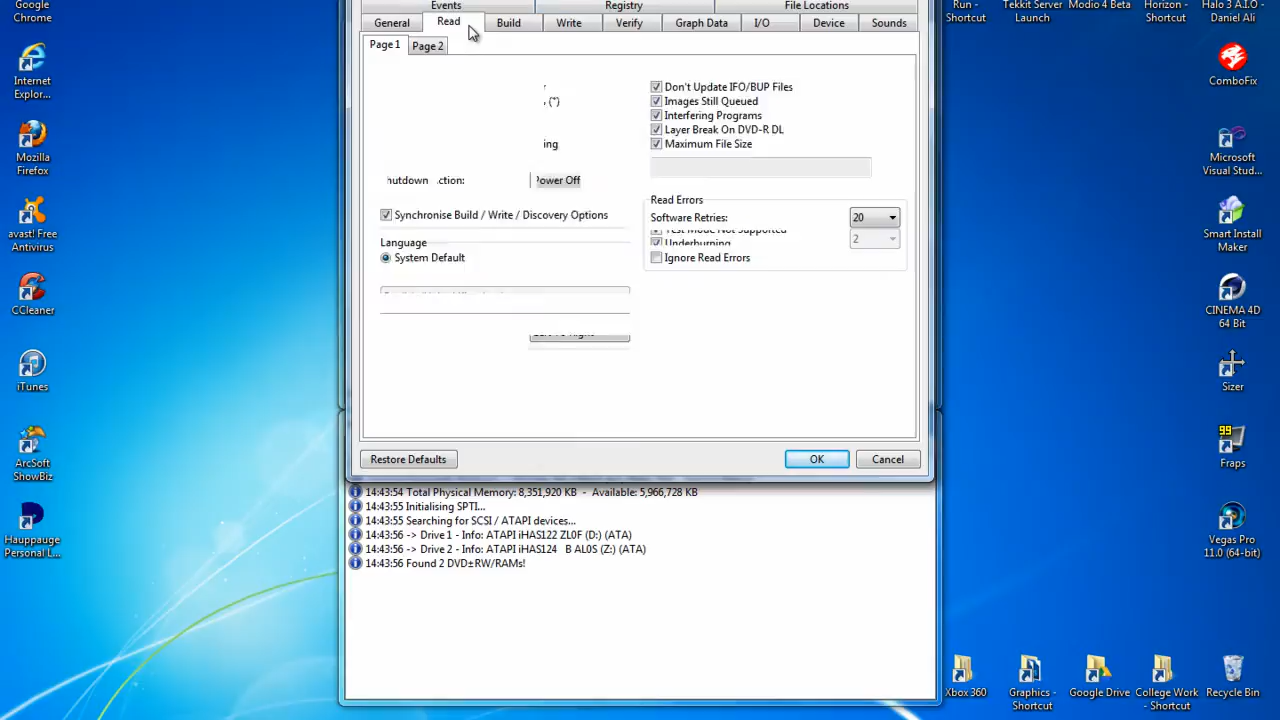 Google
Chrome
Internet
Explor...
Mozilla
Firefox
avast! Free
Antivirus
CCleaner
iTunes
ArcSoft
ShowBiz
Hauppauge
Personal L...
Events
Registry
File Locations
General
Read
Build
Write
Verify
Graph Data
I/O
Device
Sounds
Page 1
Page 2
(*)
ing
hutdown
ction:
Power Off
Synchronise Build / Write / Discovery Options
Language
System Default
Don't Update IFO/BUP Files
Images Still Queued
Interfering Programs
Layer Break On DVD-R DL
Maximum File Size
Read Errors
Software Retries:
20
Test Mode Not Supported
2
Underburning
Ignore Read Errors
Restore Defaults
OK
Cancel
14:43:54 Total Physical Memory: 8,351,920 KB - Available: 5,966,728 KB
14:43:55 Initialising SPTI...
14:43:55 Searching for SCSI / ATAPI devices...
14:43:56 -> Drive 1 - Info: ATAPI iHAS122 ZL0F (D:) (ATA)
14:43:56 -> Drive 2 - Info: ATAPI iHAS124 B AL0S (Z:) (ATA)
14:43:56 Found 2 DVD±RW/RAMs!
Run -
Shortcut
Tekkit Server
Launch
Modio 4 Beta
Horizon -
Shortcut
Halo 3 A.I.O -
Daniel Ali
ComboFix
Microsoft
Visual Stud...
Smart Install
Maker
CINEMA 4D
64 Bit
Sizer
99
Fraps
Vegas Pro
11.0 (64-bit)
Xbox 360
Graphics -
Shortcut
Google Drive
College Work
- Shortcut
Recycle Bin